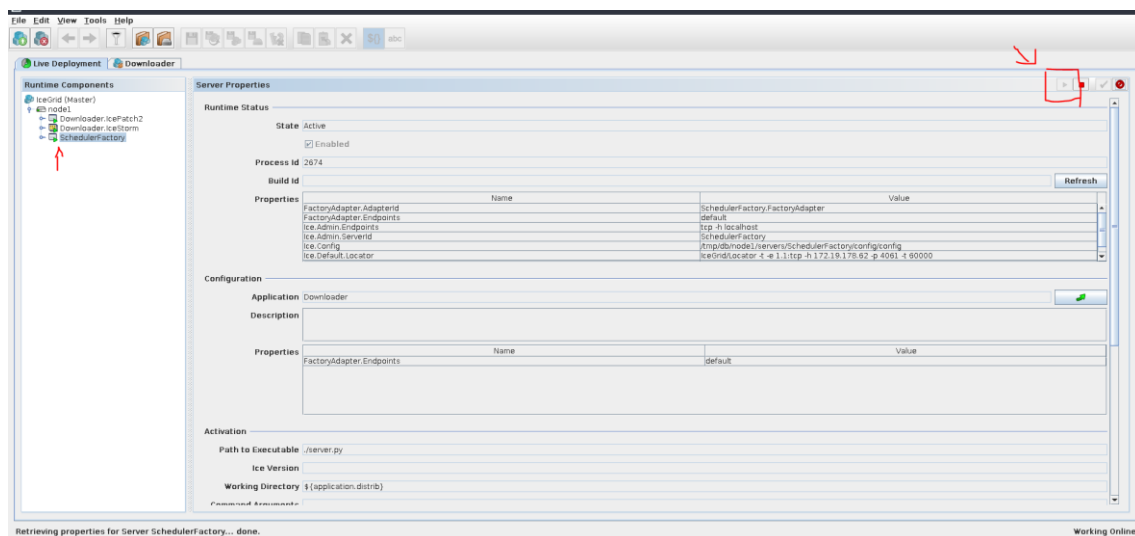 File Edit View Tools Help
abc
Live Deployment Downloader
Runtime Components
IceGrid (Master)
node1
Downloader.IcePatch2
Downloader.IceStorm
SchedulerFactory
Server Properties
Runtime Status
State Active
Enabled
Process Id 2674
Build Id
Refresh
Properties
Name Value
FactoryAdapter.AdapterId SchedulerFactory.FactoryAdapter
FactoryAdapter.Endpoints default
Ice.Admin.Endpoints tcp -h localhost
Ice.Admin.ServerId SchedulerFactory
Ice.Config /tmp/db/node1/servers/SchedulerFactory/config/config
Ice.Default.Locator IceGrid/Locator -t -e 1.1:tcp -h 172.19.178.62 -p 4061 -t 60000
Configuration
Application Downloader
Description
Properties
Name Value
FactoryAdapter.Endpoints default
Activation
Path to Executable ./server.py
Ice Version
Working Directory ${application.distrib}
Command Arguments
Retrieving properties for Server SchedulerFactory... done. Working Online